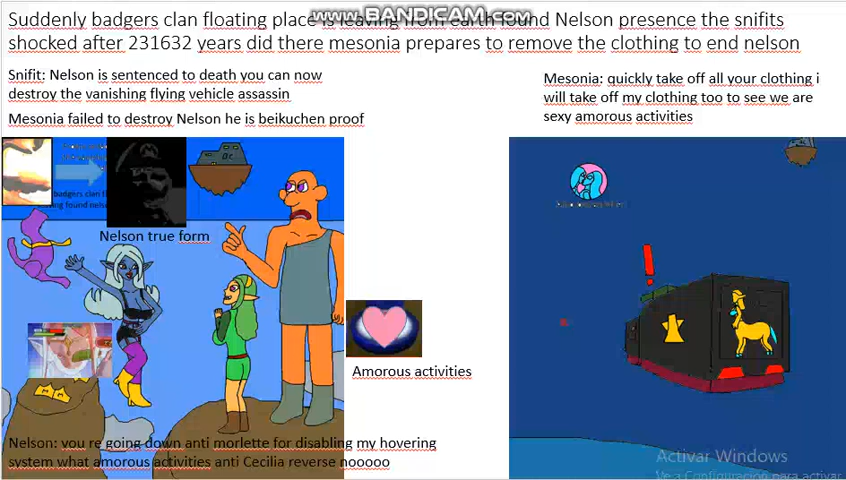 www.BANDICAM.com
Suddenly badgers clan floating place is leaving from earth found Nelson presence the snifits
shocked after 231632 years did there mesonia prepares to remove the clothing to end nelson
Snifit: Nelson is sentenced to death you can now
destroy the vanishing flying vehicle assassin
Mesonia failed to destroy Nelson he is beikuchen proof
Mesonia: quickly take off all your clothing i
will take off my clothing too to see we are
sexy amorous activities
Nelson true form
Amorous activities
Nelson: you re going down anti morlette for disabling my hovering
system what amorous activities anti Cecilia reverse nooooo
Activar Windows
Ve a Configuración para activar